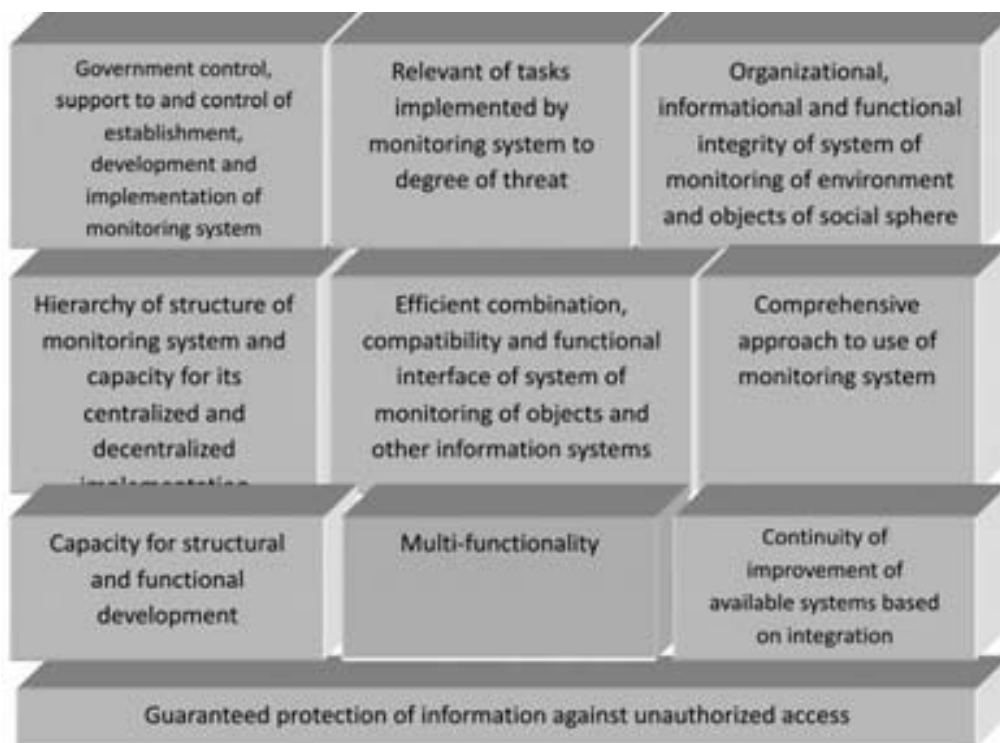 Government control,
support to and control of
establishment,
development and
implementation of
monitoring system
Relevant of tasks
implemented by
monitoring system to
degree of threat
Organizational,
informational and functional
integrity of system of
monitoring of environment
and objects of social sphere
Hierarchy of structure of
monitoring system and
capacity for its
centralized and
decentralized
implementation
Efficient combination,
compatibility and functional
interface of system of
monitoring of objects and
other information systems
Comprehensive
approach to use of
monitoring system
Capacity for structural
and functional
development
Multi-functionality
Continuity of
improvement of
available systems based
on integration
Guaranteed protection of information against unauthorized access